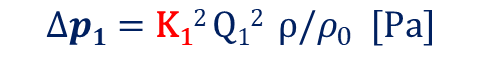 Δp₁ = K₁² Q₁² ρ/ρ₀ [Pa]